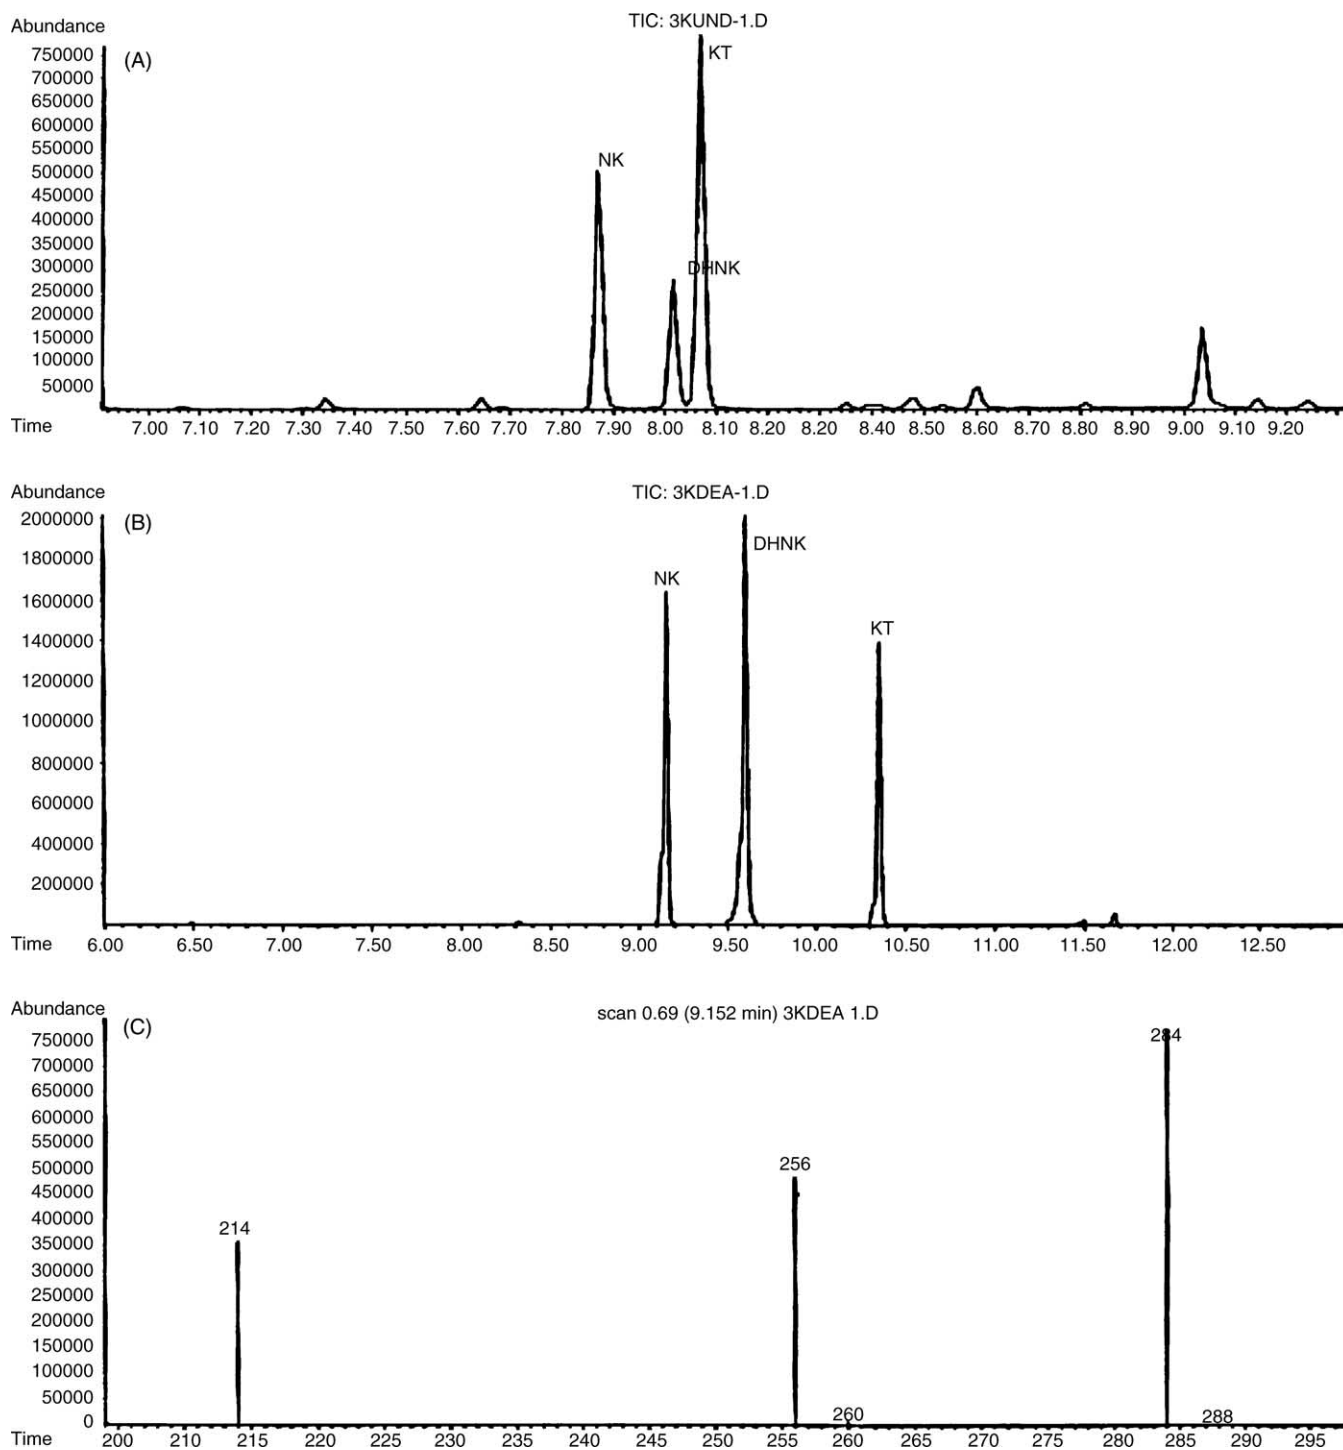 TIC: 3KUND-1.D
Abundance
(A)
KT
NK
DHNK
750000
700000
650000
600000
550000
500000
450000
400000
350000
300000
250000
200000
150000
100000
50000
Time
7.00 7.10 7.20 7.30 7.40 7.50 7.60 7.70 7.80 7.90 8.00 8.10 8.20 8.20 8.40 8.50 8.60 8.70 8.80 8.90 9.00 9.10 9.20
Abundance
TIC: 3KDEA-1.D
(B)
DHNK
NK
KT
2000000
1800000
1600000
1400000
1200000
1000000
800000
600000
400000
200000
Time
6.00 6.50 7.00 7.50 8.00 8.50 9.00 9.50 10.00 10.50 11.00 11.50 12.00 12.50
Abundance
scan 0.69 (9.152 min) 3KDEA 1.D
(C)
284
256
214
260
288
750000
700000
650000
600000
550000
500000
450000
400000
350000
300000
250000
200000
150000
100000
50000
0
Time
200 210 215 220 225 230 235 240 245 250 255 260 265 270 275 280 285 290 295